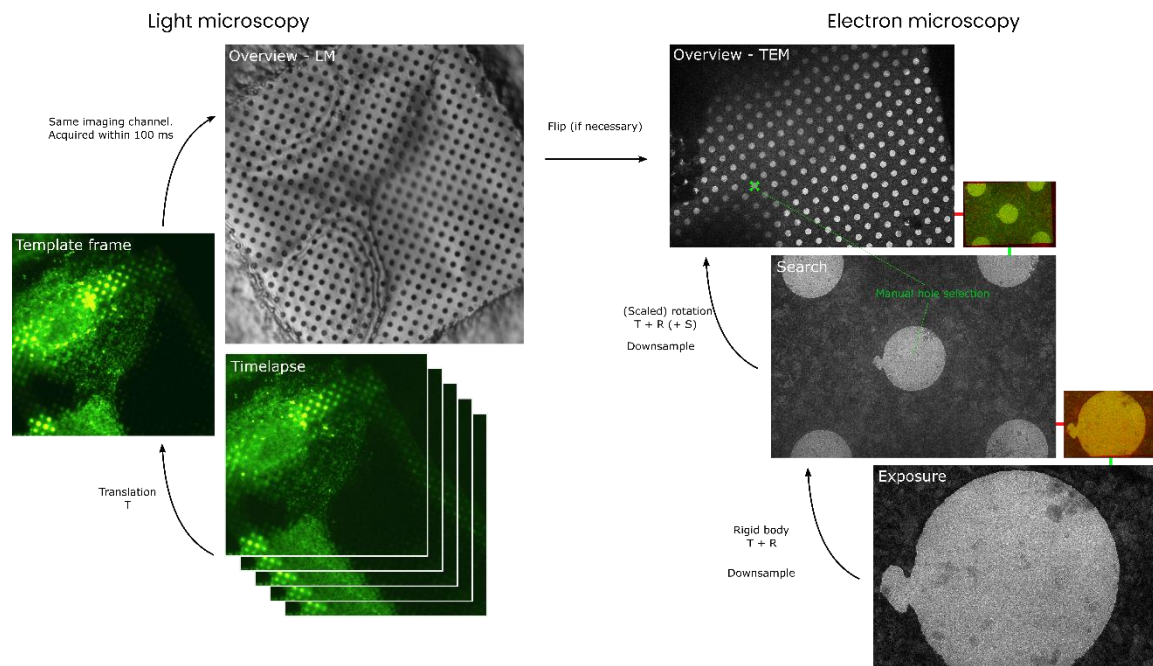 Light microscopy
Electron microscopy
Overview - LM
Overview - TEM
Same imaging channel.
Acquired within 100 ms
Flip (if necessary)
Template frame
Search
Manual hole selection
(Scaled) rotation
T + R (+ S)
Downsample
Timelapse
Exposure
Translation
T
Rigid body
T + R
Downsample